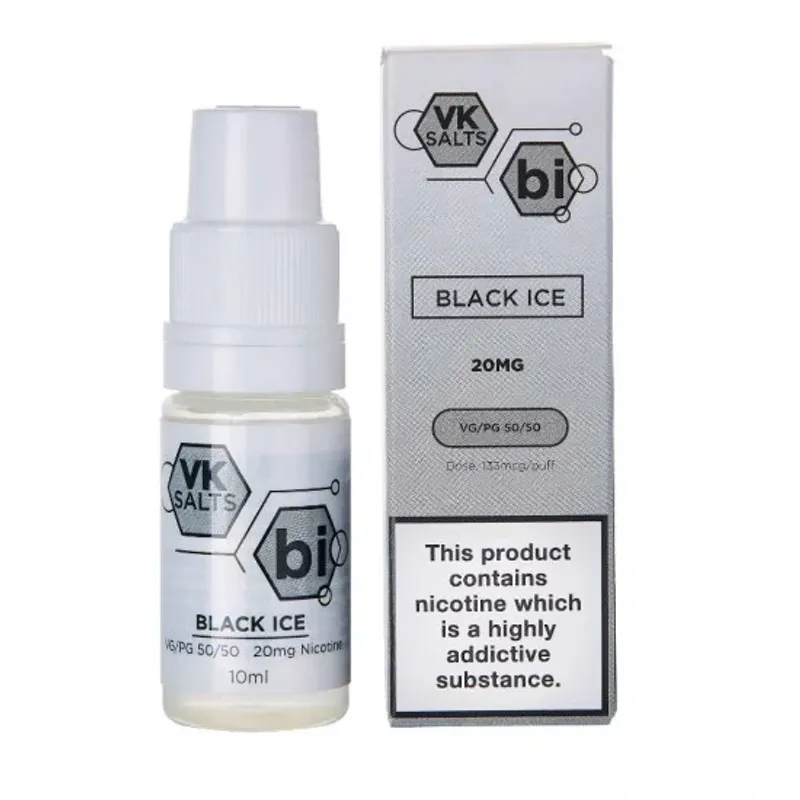 VK
SALTS
bi
BLACK ICE
VG/PG 50/50 20mg Nicotine
10ml
VK
SALTS
bi
BLACK ICE
20MG
VG/PG 50/50
Dose. 133mcg/puff
This product
contains
nicotine which
is a highly
addictive
substance.